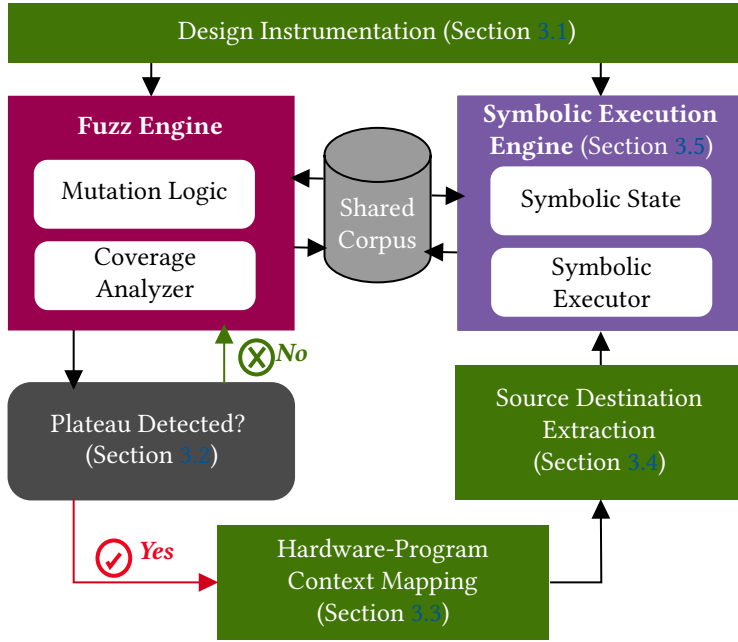 Design Instrumentation (Section 3.1)
Fuzz Engine
Mutation Logic
Coverage
Analyzer
Shared
Corpus
Symbolic Execution
Engine (Section 3.5)
Symbolic State
Symbolic
Executor
No
Plateau Detected?
(Section 3.2)
Source Destination
Extraction
(Section 3.4)
Yes
Hardware-Program
Context Mapping
(Section 3.3)